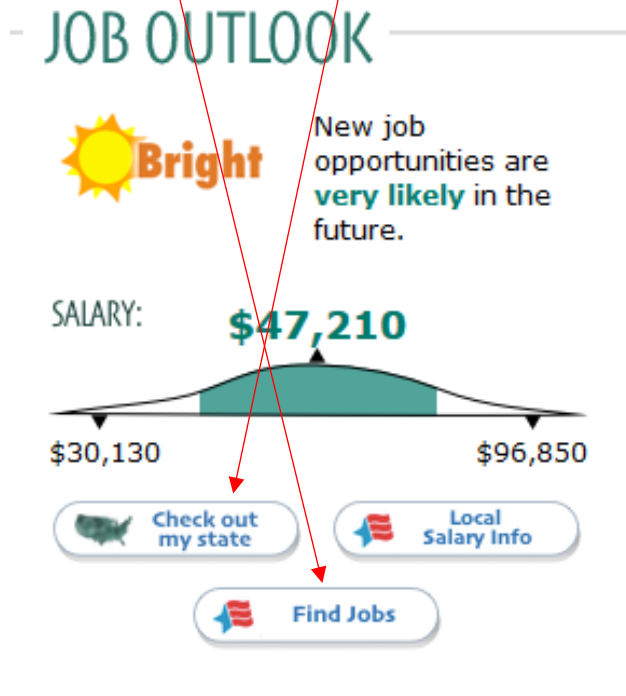 JOB OUTLOOK
Bright
New job
opportunities are
very likely in the
future.
SALARY:
$47,210
$30,130
$96,850
Check out
my state
Local
Salary Info
Find Jobs